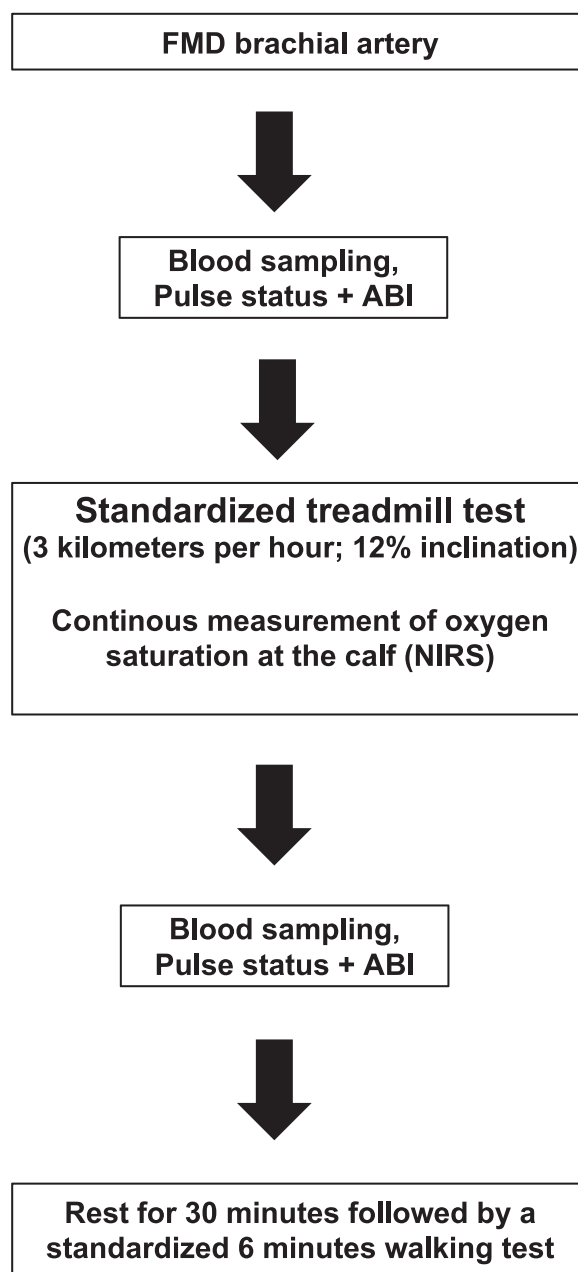 FMD brachial artery
Blood sampling,
Pulse status + ABI
Standardized treadmill test
(3 kilometers per hour; 12% inclination)
Continous measurement of oxygen
saturation at the calf (NIRS)
Blood sampling,
Pulse status + ABI
Rest for 30 minutes followed by a
standardized 6 minutes walking test